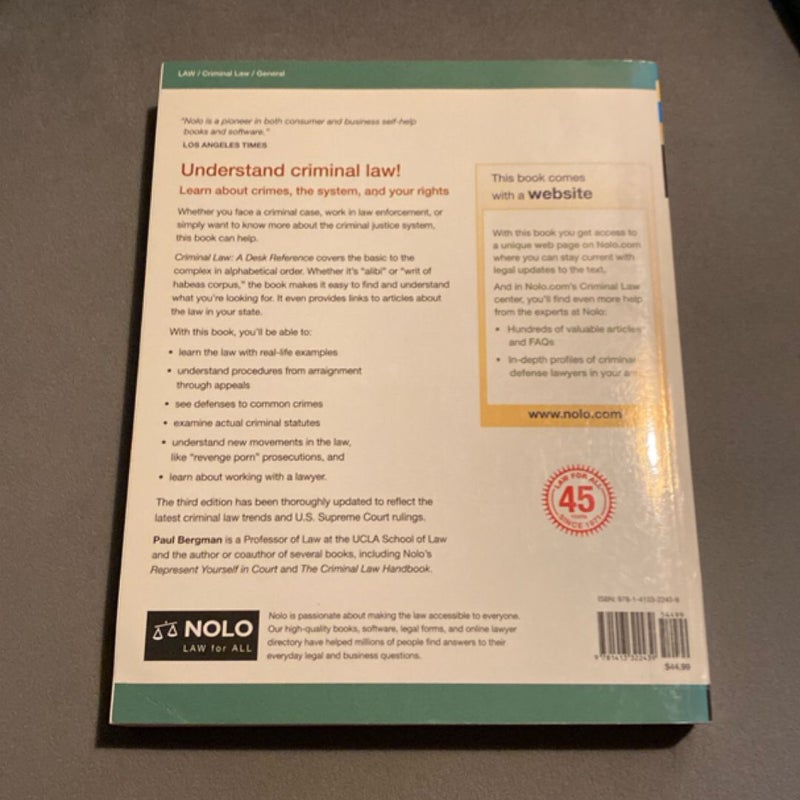 LAW / Criminal Law / General
"Nolo is a pioneer in both consumer and business self-help
books and software."
LOS ANGELES TIMES
Understand criminal law!
Learn about crimes, the system, and your rights
Whether you face a criminal case, work in law enforcement, or
simply want to know more about the criminal justice system,
this book can help.
Criminal Law: A Desk Reference covers the basic to the
complex in alphabetical order. Whether it's "alibi" or "writ of
habeas corpus," the book makes it easy to find and understand
what you're looking for. It even provides links to articles about
the law in your state.
With this book, you'll be able to:
• learn the law with real-life examples
• understand procedures from arraignment
through appeals
• see defenses to common crimes
• examine actual criminal statutes
• understand new movements in the law,
like "revenge porn" prosecutions, and
• learn about working with a lawyer.
The third edition has been thoroughly updated to reflect the
latest criminal law trends and U.S. Supreme Court rulings.
Paul Bergman is a Professor of Law at the UCLA School of Law
and the author or coauthor of several books, including Nolo's
Represent Yourself in Court and The Criminal Law Handbook.
This book comes
with a website
With this book you get access to
a unique web page on Nolo.com
where you can stay current with
legal updates to the text.
And in Nolo.com's Criminal Law
center, you'll find even more help
from the experts at Nolo:
• Hundreds of valuable articles
and FAQs
• In-depth profiles of criminal
defense lawyers in your
www.nolo.com
LAW FOR ALL
45
YEARS
SINCE 1971
NOLO
LAW for ALL
Nolo is passionate about making the law accessible to everyone.
Our high-quality books, software, legal forms, and online lawyer
directory have helped millions of people find answers to their
everyday legal and business questions.
ISBN: 978-1-4133-2243-9
54499
9 781413 322439
$44.99